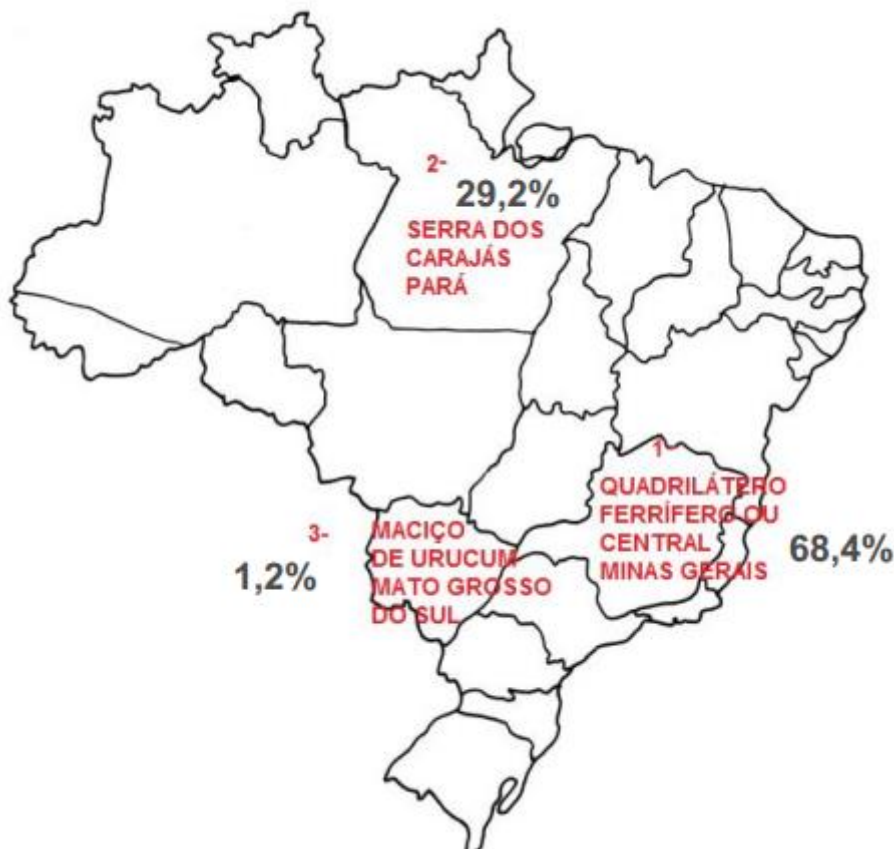 2-
29,2%
SERRA DOS
CARAJÁS
PARÁ
1-
QUADRILÁTERO
FERRÍFERO OU
CENTRAL
MINAS GERAIS
68,4%
3-
1,2%
MACIÇO
DE URUCUM
MATO GROSSO
DO SUL